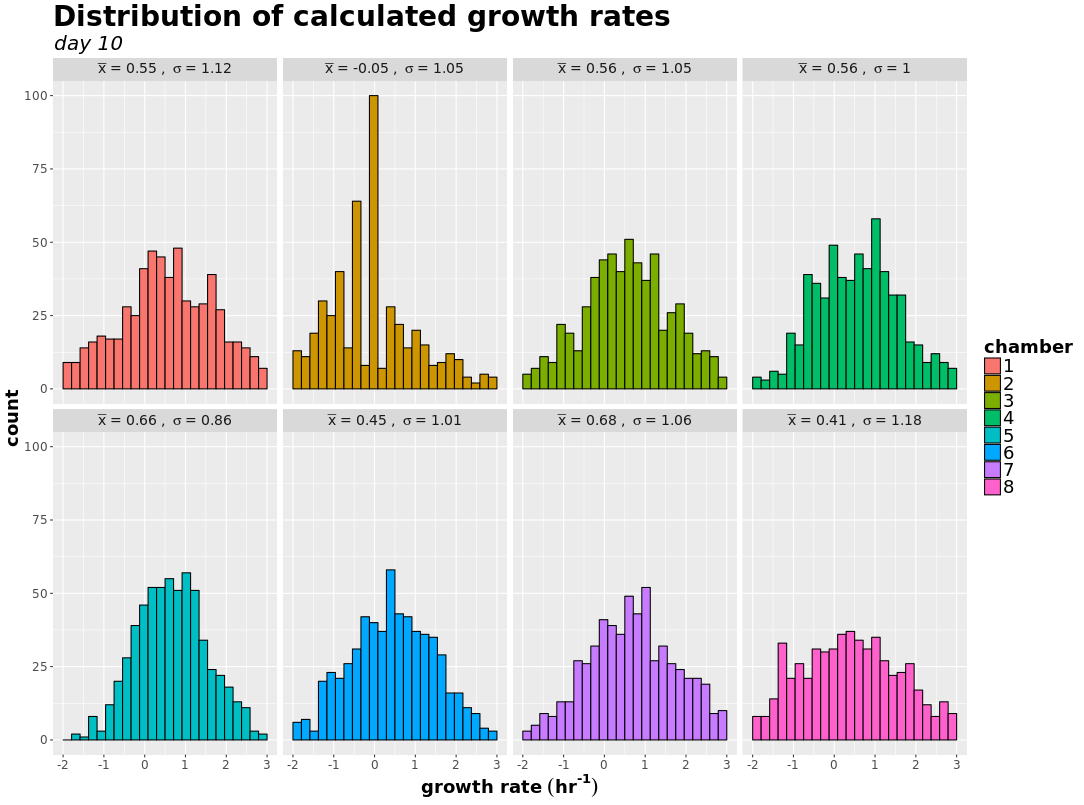 Distribution of calculated growth rates
day 10
x̅ = 0.55 , σ = 1.12
x̅ = -0.05 , σ = 1.05
x̅ = 0.56 , σ = 1.05
x̅ = 0.56 , σ = 1
100
75
50
25
0
x̅ = 0.66 , σ = 0.86
x̅ = 0.45 , σ = 1.01
x̅ = 0.68 , σ = 1.06
x̅ = 0.41 , σ = 1.18
100
75
50
25
0
-2 -1 0 1 2 3
-2 -1 0 1 2 3
-2 -1 0 1 2 3
-2 -1 0 1 2 3
count
growth rate (hr⁻¹)
chamber
1
2
3
4
5
6
7
8